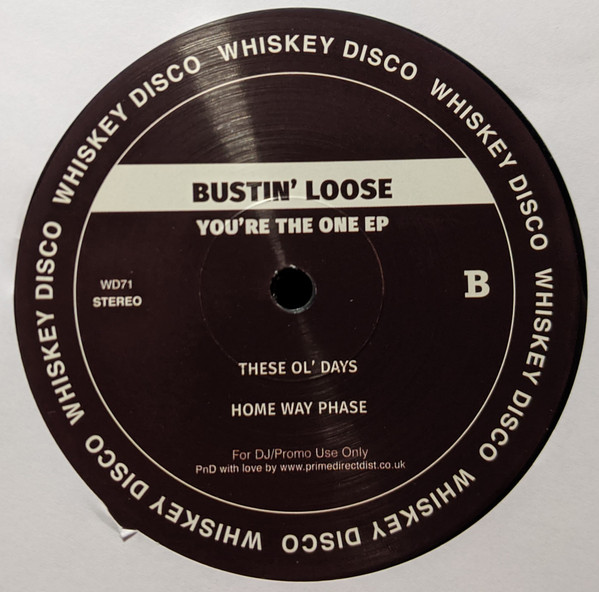 WHISKEY DISCO
WHISKEY DISCO
WHISKEY DISCO
WHISKEY DISCO
WHISKEY DISCO
WHISKEY DISCO
WHISKEY DISCO
BUSTIN' LOOSE
YOU'RE THE ONE EP
WD71
STEREO
B
THESE OL' DAYS
HOME WAY PHASE
For DJ/Promo Use Only
PnD with love by www.primedirectdist.co.uk